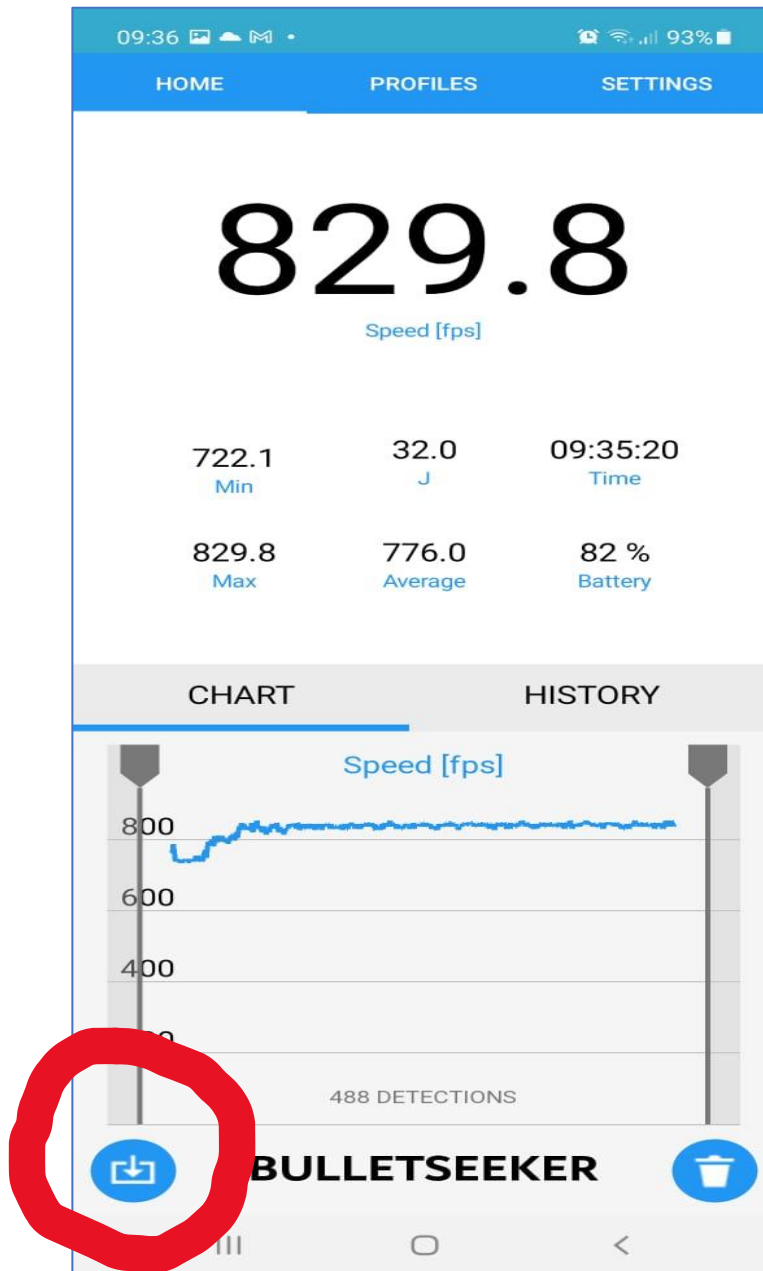 09:36 93%
HOME PROFILES SETTINGS
829.8
Speed [fps]
722.1 32.0 09:35:20
Min J Time
829.8 776.0 82 %
Max Average Battery
CHART HISTORY
Speed [fps]
800
600
400
488 DETECTIONS
BULLETSEEKER